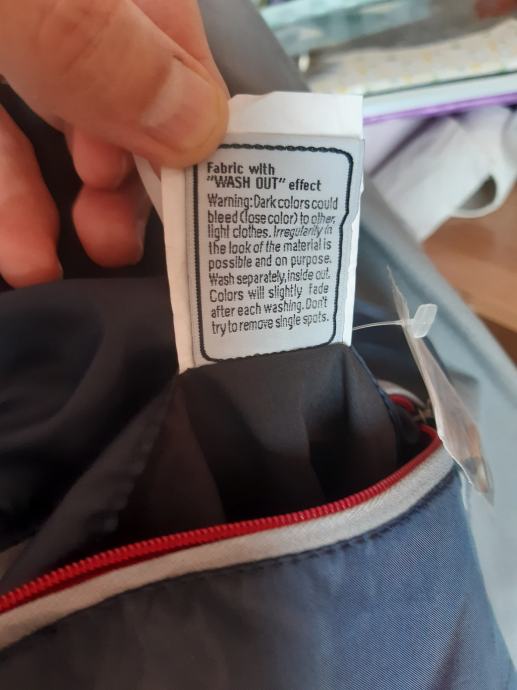 Fabric with
"WASH OUT" effect
Warning: Dark colors could
bleed (lose color) to other,
light clothes. Irregularity in
the look of the material is
possible and on purpose.
Wash separately, inside out.
Colors will slightly fade
after each washing. Don't
try to remove single spots.